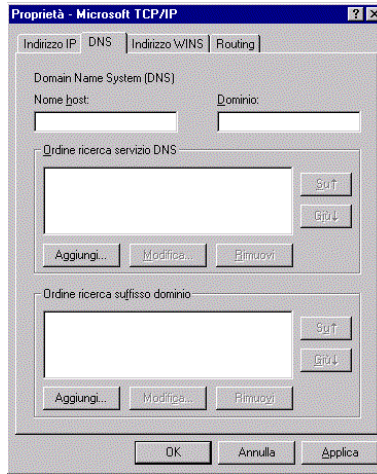 Proprietà - Microsoft TCP/IP
Indirizzo IP DNS Indirizzo WINS Routing
Domain Name System (DNS)
Nome host: Dominio:
Ordine ricerca servizio DNS
Su↑
Giù↓
Aggiungi... Modifica... Rimuovi
Ordine ricerca suffisso dominio
Su↑
Giù↓
Aggiungi... Modifica... Rimuovi
OK Annulla Applica